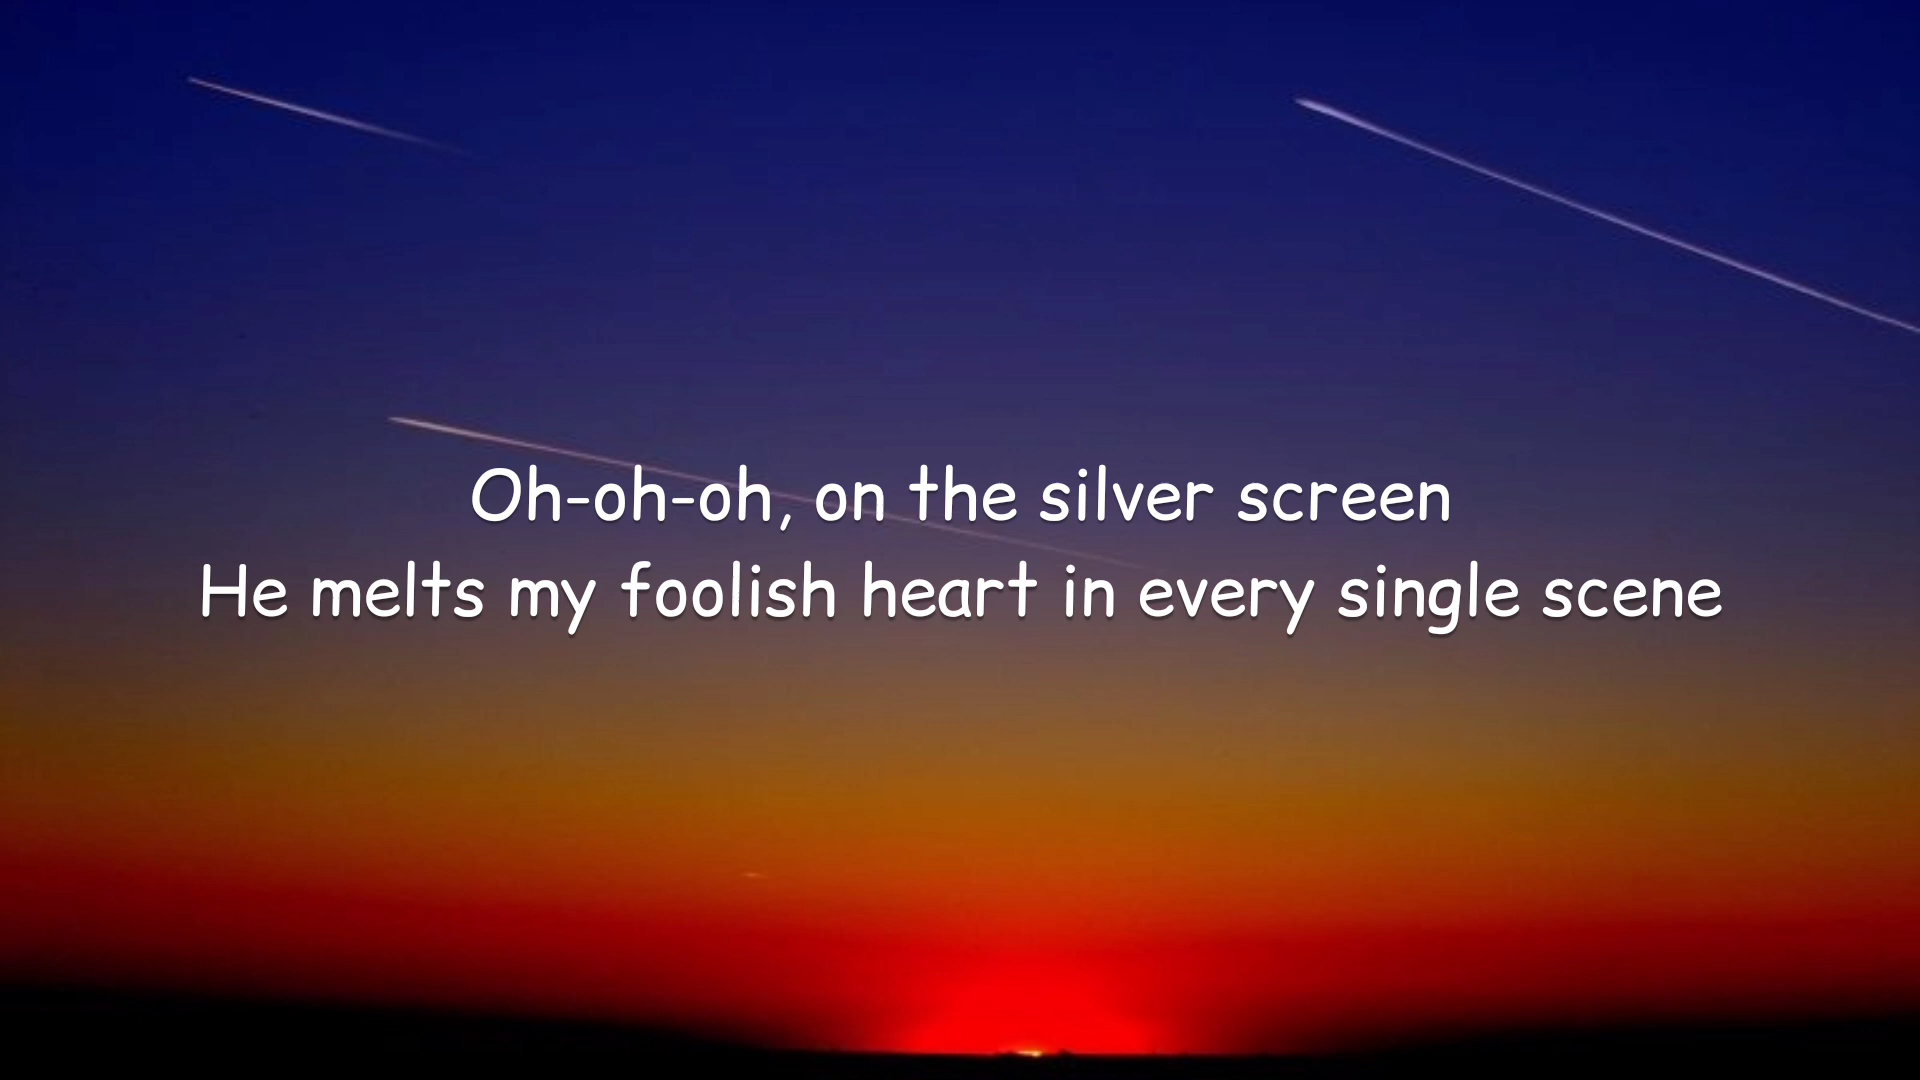 Oh-oh-oh, on the silver screen
He melts my foolish heart in every single scene